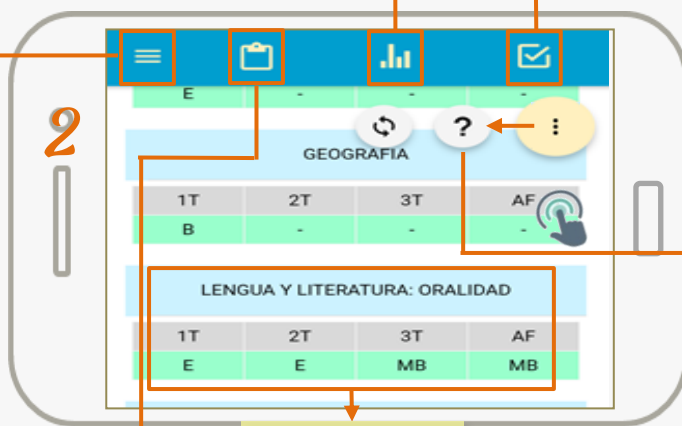 2
E - - -
?
GEOGRAFIA
1T 2T 3T AF
B - - -
LENGUA Y LITERATURA: ORALIDAD
1T 2T 3T AF
E E MB MB